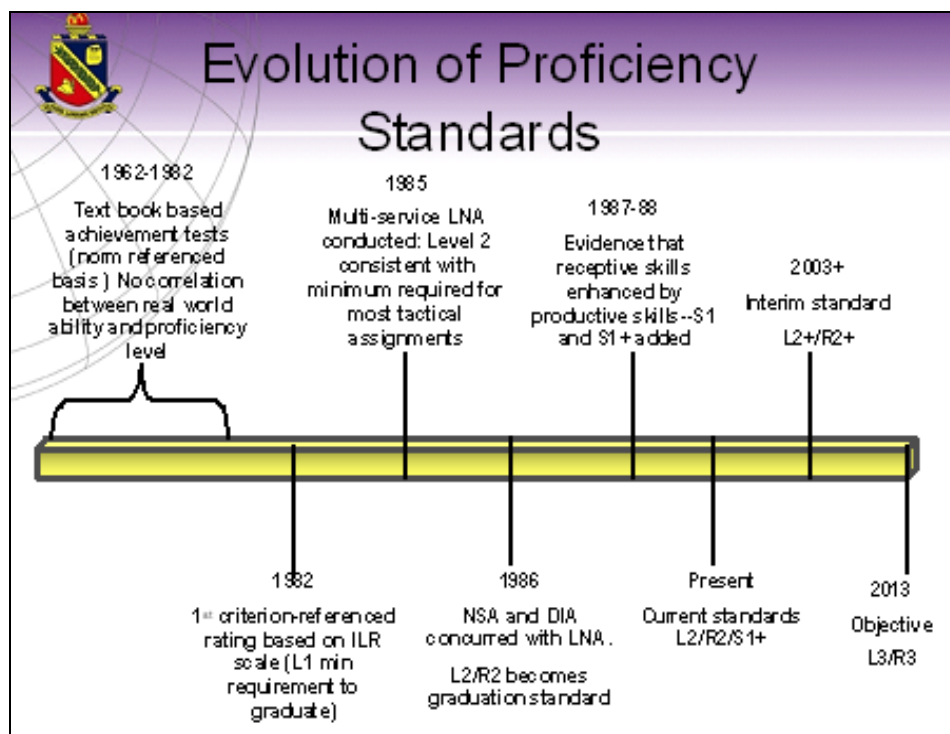 Evolution of Proficiency
Standards
1962-1982
Text book based
achievement tests
(norm referenced
basis ) No correlation
between real world
ability and proficiency
level
1985
Multi-service LNA
conducted: Level 2
consistent with
minimum required for
most tactical
assignments
1987-88
Evidence that
receptive skills
enhanced by
productive skills--S1
and S1+ added
2003+
Interim standard
L2+/R2+
1982
1st criterion-referenced
rating based on ILR
scale (L1 min
requirement to
graduate)
1986
NSA and DIA
concurred with LNA.
L2/R2 becomes
graduation standard
Present
Current standards
L2/R2/S1+
2013
Objective
L3/R3